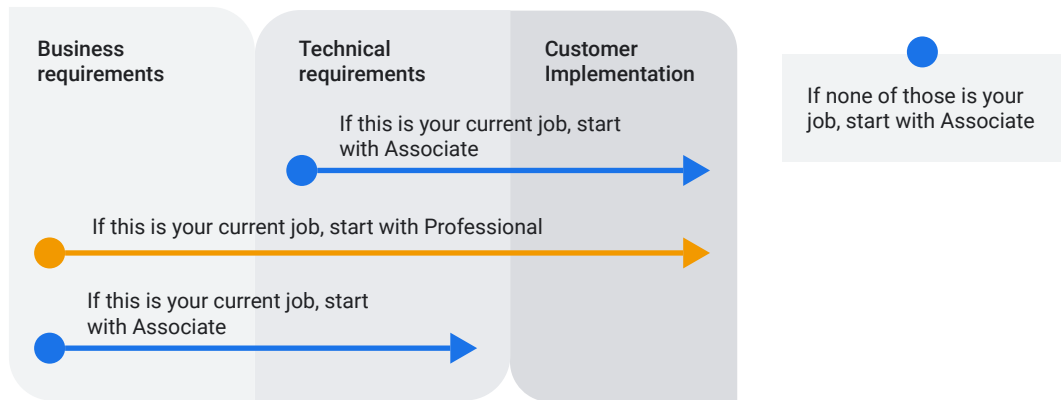 Business
requirements
Technical
requirements
Customer
Implementation
If this is your current job, start
with Associate
If this is your current job, start with Professional
If this is your current job, start
with Associate
If none of those is your
job, start with Associate